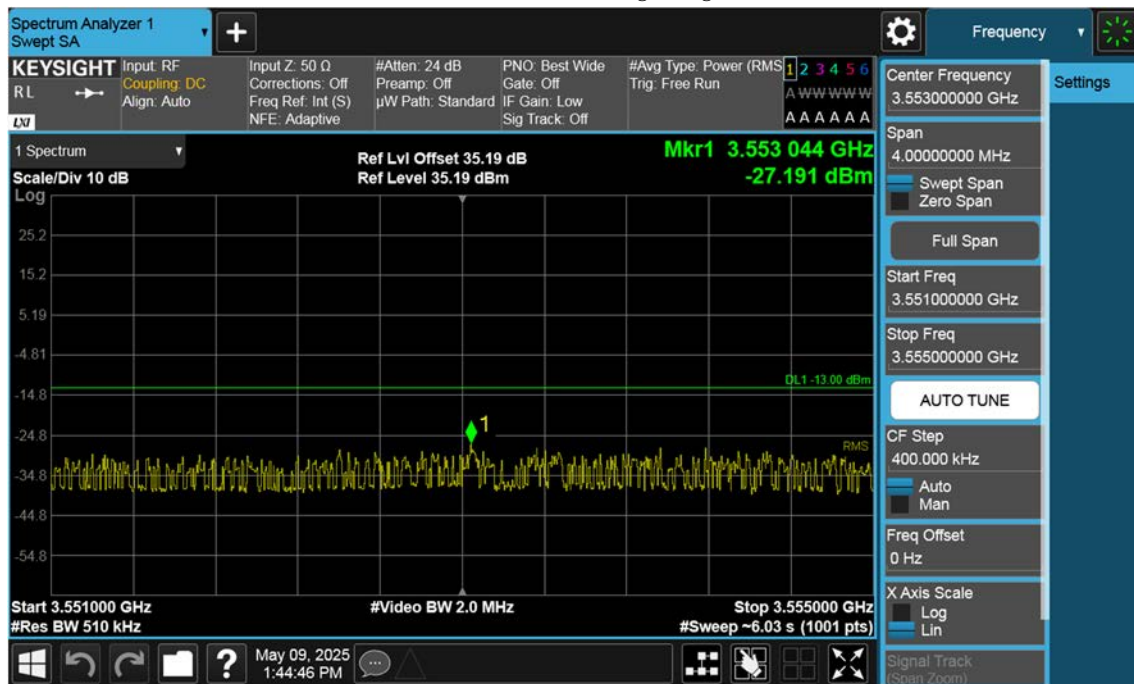 Spectrum Analyzer 1
Swept SA
Frequency
KEYSIGHT
RL
LXI
Input: RF
Coupling: DC
Align: Auto
Input Z: 50 Ω
Corrections: Off
Freq Ref: Int (S)
NFE: Adaptive
#Atten: 24 dB
Preamp: Off
µW Path: Standard
PNO: Best Wide
Gate: Off
IF Gain: Low
Sig Track: Off
#Avg Type: Power (RMS
Trig: Free Run
1 2 3 4 5 6
A W W W W W
A A A A A A
1 Spectrum
Scale/Div 10 dB
Ref Lvl Offset 35.19 dB
Ref Level 35.19 dBm
Mkr1 3.553 044 GHz
-27.191 dBm
Log
25.2
15.2
5.19
-4.81
-14.8
-24.8
-34.8
-44.8
-54.8
DL1 -13.00 dBm
1
RMS
Start 3.551000 GHz
#Res BW 510 kHz
#Video BW 2.0 MHz
Stop 3.555000 GHz
#Sweep ~6.03 s (1001 pts)
May 09, 2025
1:44:46 PM
Center Frequency
3.553000000 GHz
Span
4.00000000 MHz
Swept Span
Zero Span
Full Span
Start Freq
3.551000000 GHz
Stop Freq
3.555000000 GHz
AUTO TUNE
CF Step
400.000 kHz
Auto
Man
Freq Offset
0 Hz
X Axis Scale
Log
Lin
Signal Track
(Span Zoom)
Settings